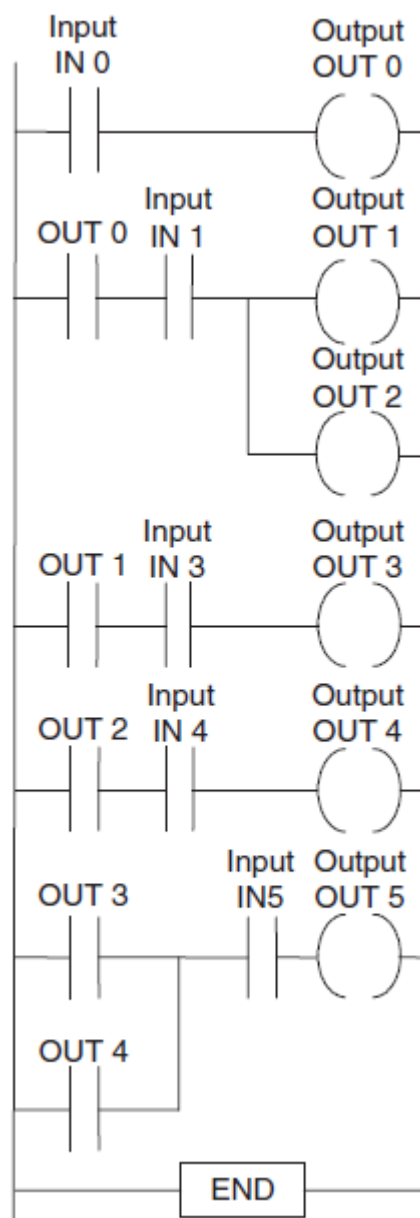 Input
IN 0
Output
OUT 0
OUT 0
Input
IN 1
Output
OUT 1
Output
OUT 2
OUT 1
Input
IN 3
Output
OUT 3
OUT 2
Input
IN 4
Output
OUT 4
OUT 3
Input
IN5
Output
OUT 5
OUT 4
END